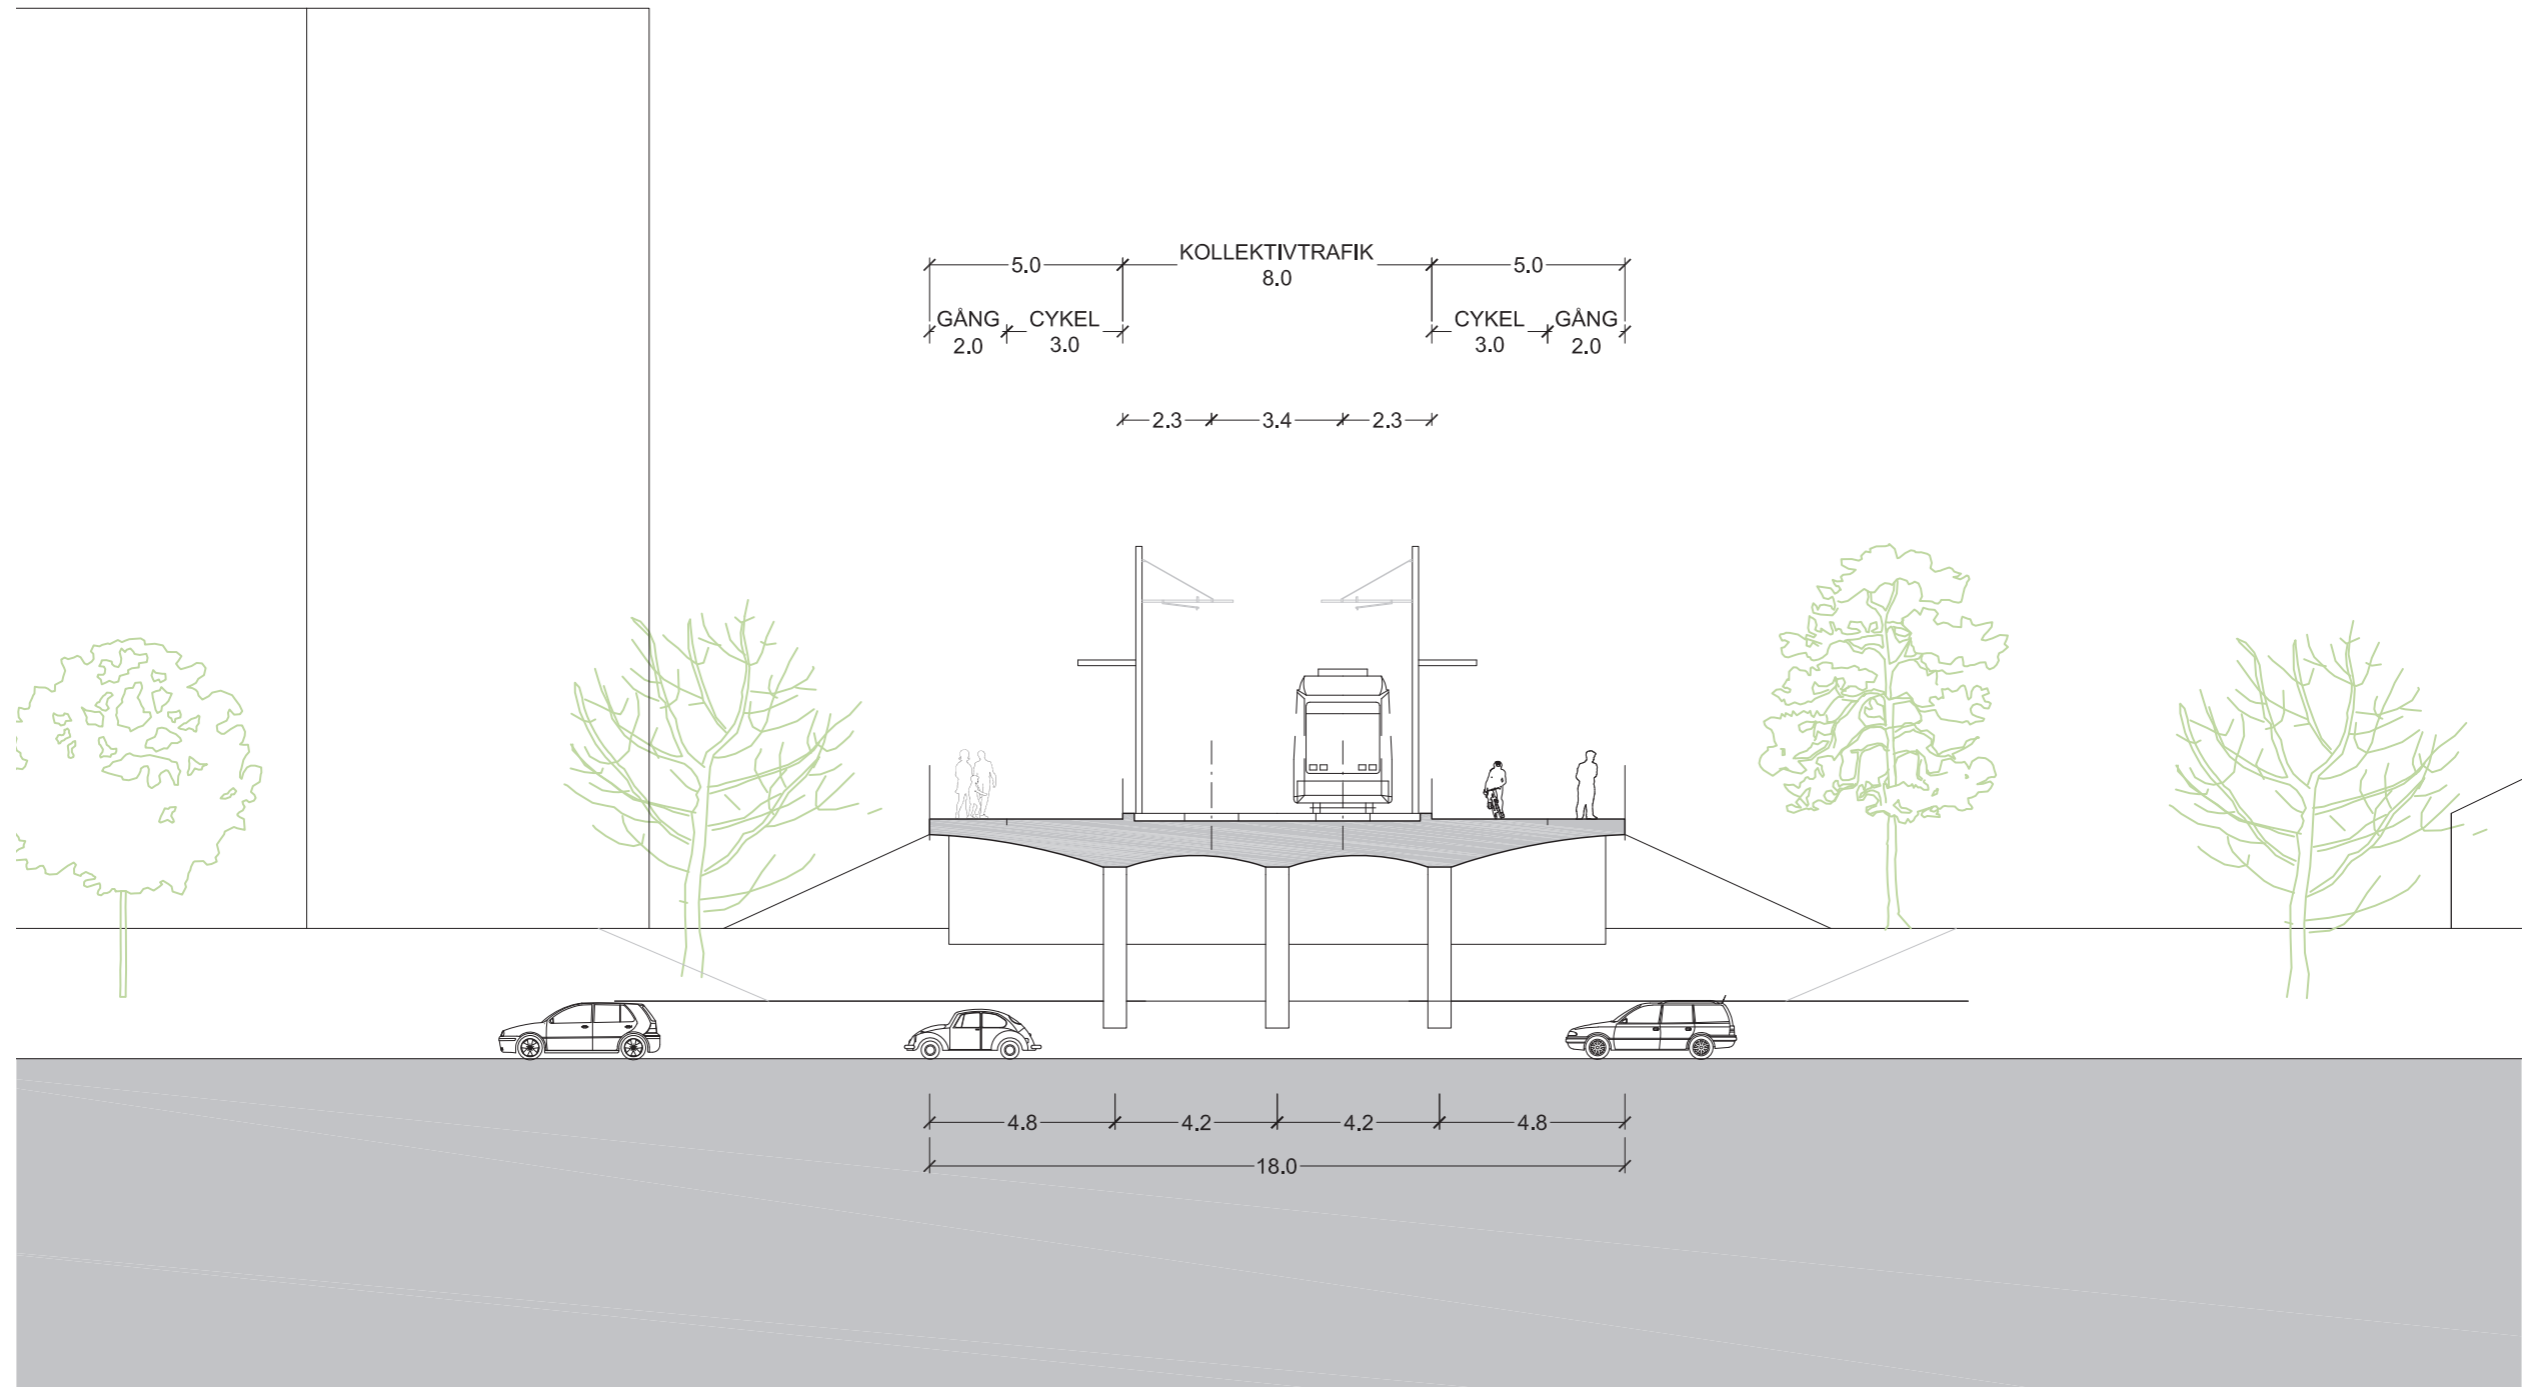 5.0 KOLLEKTIVTRAFIK 5.0
8.0
GÅNG CYKEL CYKEL GÅNG
2.0 3.0 3.0 2.0
2.3 3.4 2.3
4.8 4.2 4.2 4.8
18.0